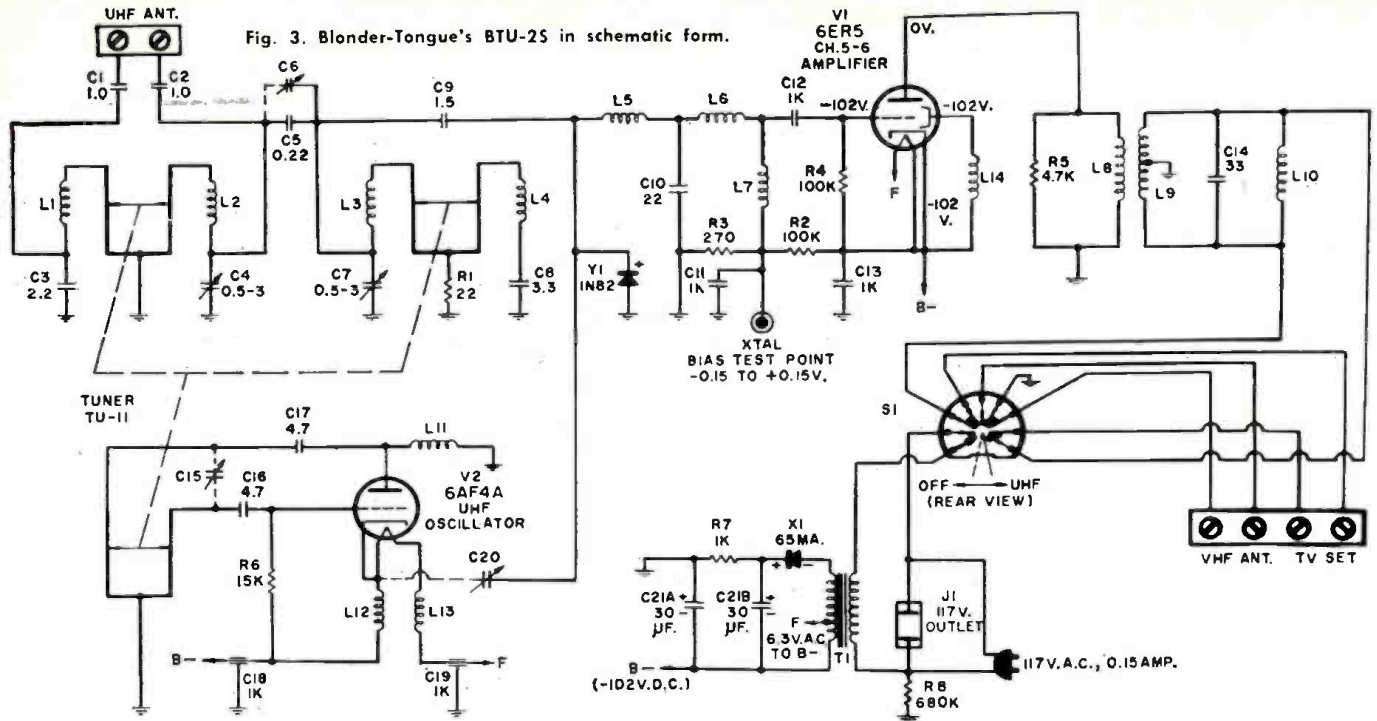 UHF ANT.
Fig. 3. Blonder-Tongue's BTU-2S in schematic form.
C1
1.0
C2
1.0
C6
C5
0.22
C9
1.5
L1
L2
L3
L4
C3
2.2
C4
0.5-3
C7
0.5-3
R1
22
C8
3.3
L5
L6
C10
22
L7
Y1
1N82
R3
270
C11
1K
XTAL
BIAS TEST POINT
-0.15 TO +0.15V.
C12
1K
R4
100K
R2
100K
C13
1K
V1
6ER5
CH.5-6
AMPLIFIER
0V.
-102V.
-102V.
-102
V.
F
B-
L14
R5
4.7K
L8
L9
C14
33
L10
TUNER
TU-11
C17
4.7
C15
C16
4.7
L11
V2
6AF4A
UHF
OSCILLATOR
R6
15K
L12
L13
C20
B-
C18
1K
C19
1K
F
S1
OFF UHF
(REAR VIEW)
VHF ANT. TV SET
R7
1K
X1
65MA.
+ -
C21A +
30 -
µF.
C21B +
30 -
µF.
F
6.3V.A.C
TO B-
T1
B-
(-102V.D.C.)
J1
117V.
OUTLET
117V.A.C., 0.15AMP.
R8
680K